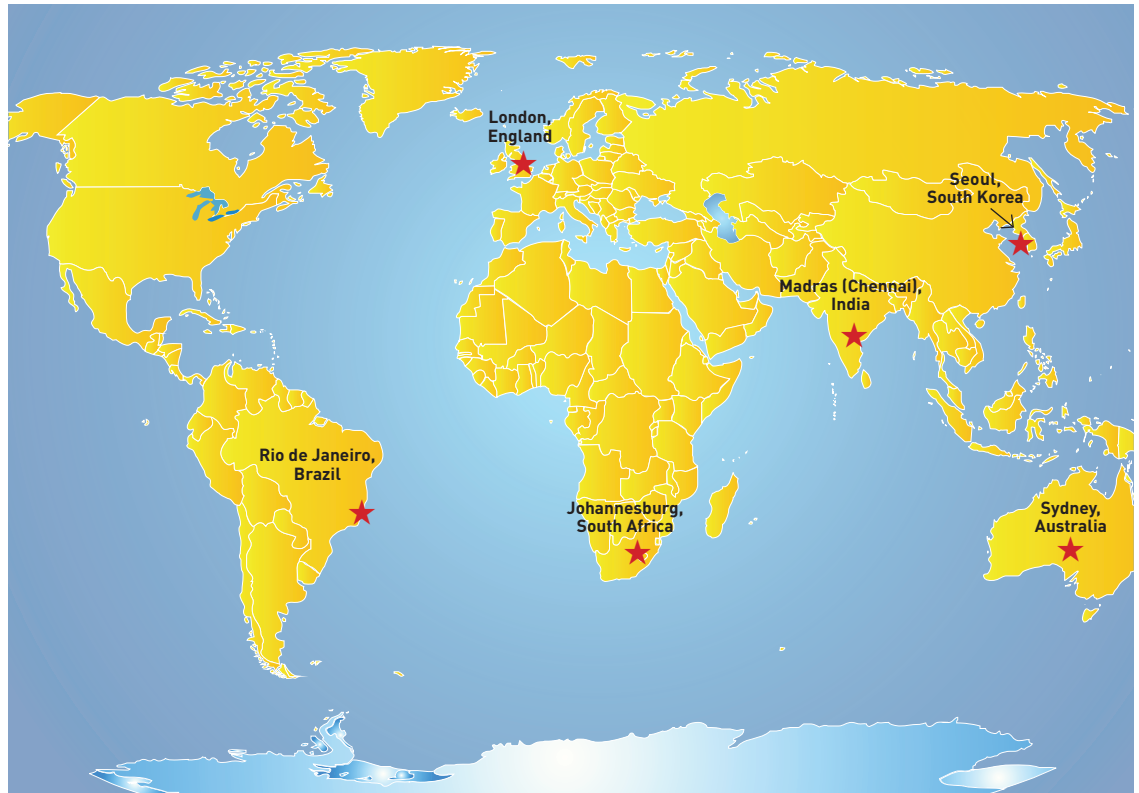 London,
England
Seoul,
South Korea
Madras (Chennai),
India
Rio de Janeiro,
Brazil
Johannesburg,
South Africa
Sydney,
Australia